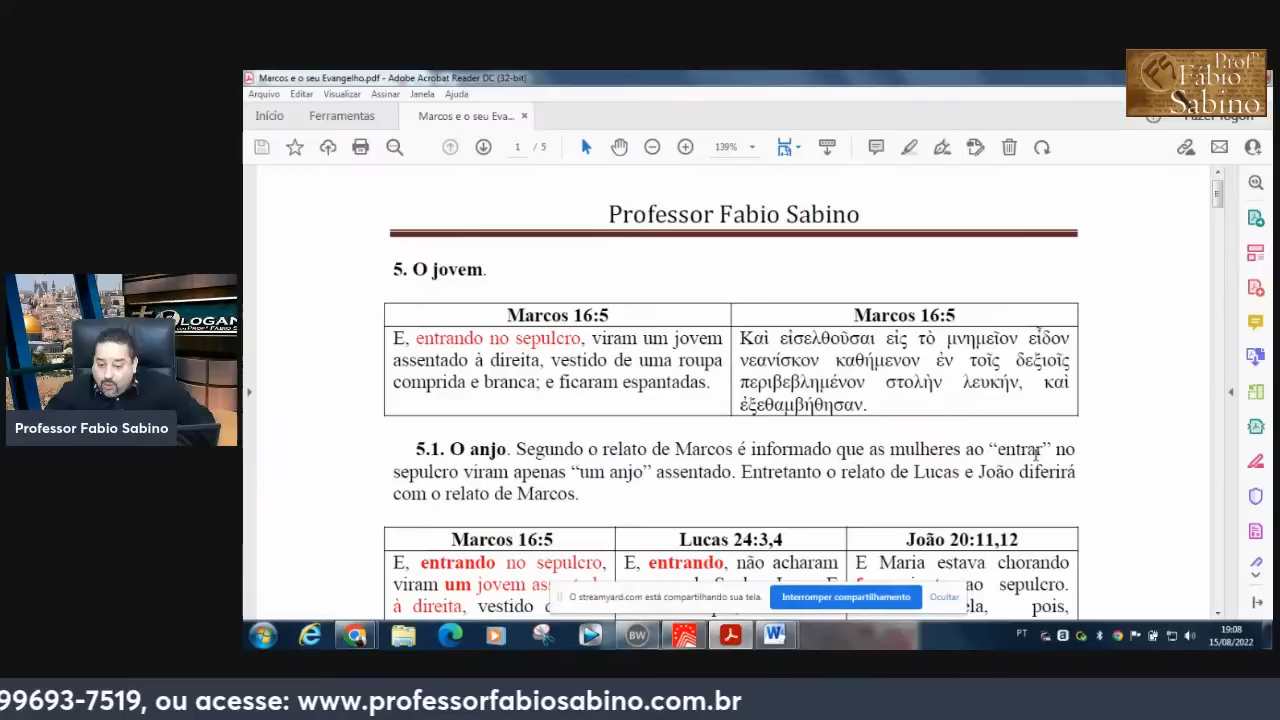 Profº
Fábio
Sabino
Marcos e o seu Evangelho.pdf - Adobe Acrobat Reader DC (32-bit)
Arquivo Editar Visualizar Assinar Janela Ajuda
Início Ferramentas Marcos e o seu Eva... ×
Fazer logon
1 / 5 139%
Professor Fabio Sabino
5. O jovem.
Marcos 16:5
E, entrando no sepulcro, viram um jovem
assentado à direita, vestido de uma roupa
comprida e branca; e ficaram espantadas.
Marcos 16:5
Καὶ εἰσελθοῦσαι εἰς τὸ μνημεῖον εἶδον
νεανίσκον καθήμενον ἐν τοῖς δεξιοῖς
περιβεβλημένον στολὴν λευκήν, καὶ
ἐξεθαμβήθησαν.
5.1. O anjo. Segundo o relato de Marcos é informado que as mulheres ao “entrar” no
sepulcro viram apenas “um anjo” assentado. Entretanto o relato de Lucas e João diferirá
com o relato de Marcos.
Marcos 16:5
E, entrando no sepulcro,
viram um jovem
à direita, vestido
Lucas 24:3,4
E, entrando, não acharam
João 20:11,12
E Maria estava chorando
ao sepulcro.
pois,
O streamyard.com está compartilhando sua tela. Interromper compartilhamento Ocultar
Professor Fabio Sabino
BW
PT
19:08
15/08/2022
99693-7519, ou acesse: www.professorfabiosabino.com.br